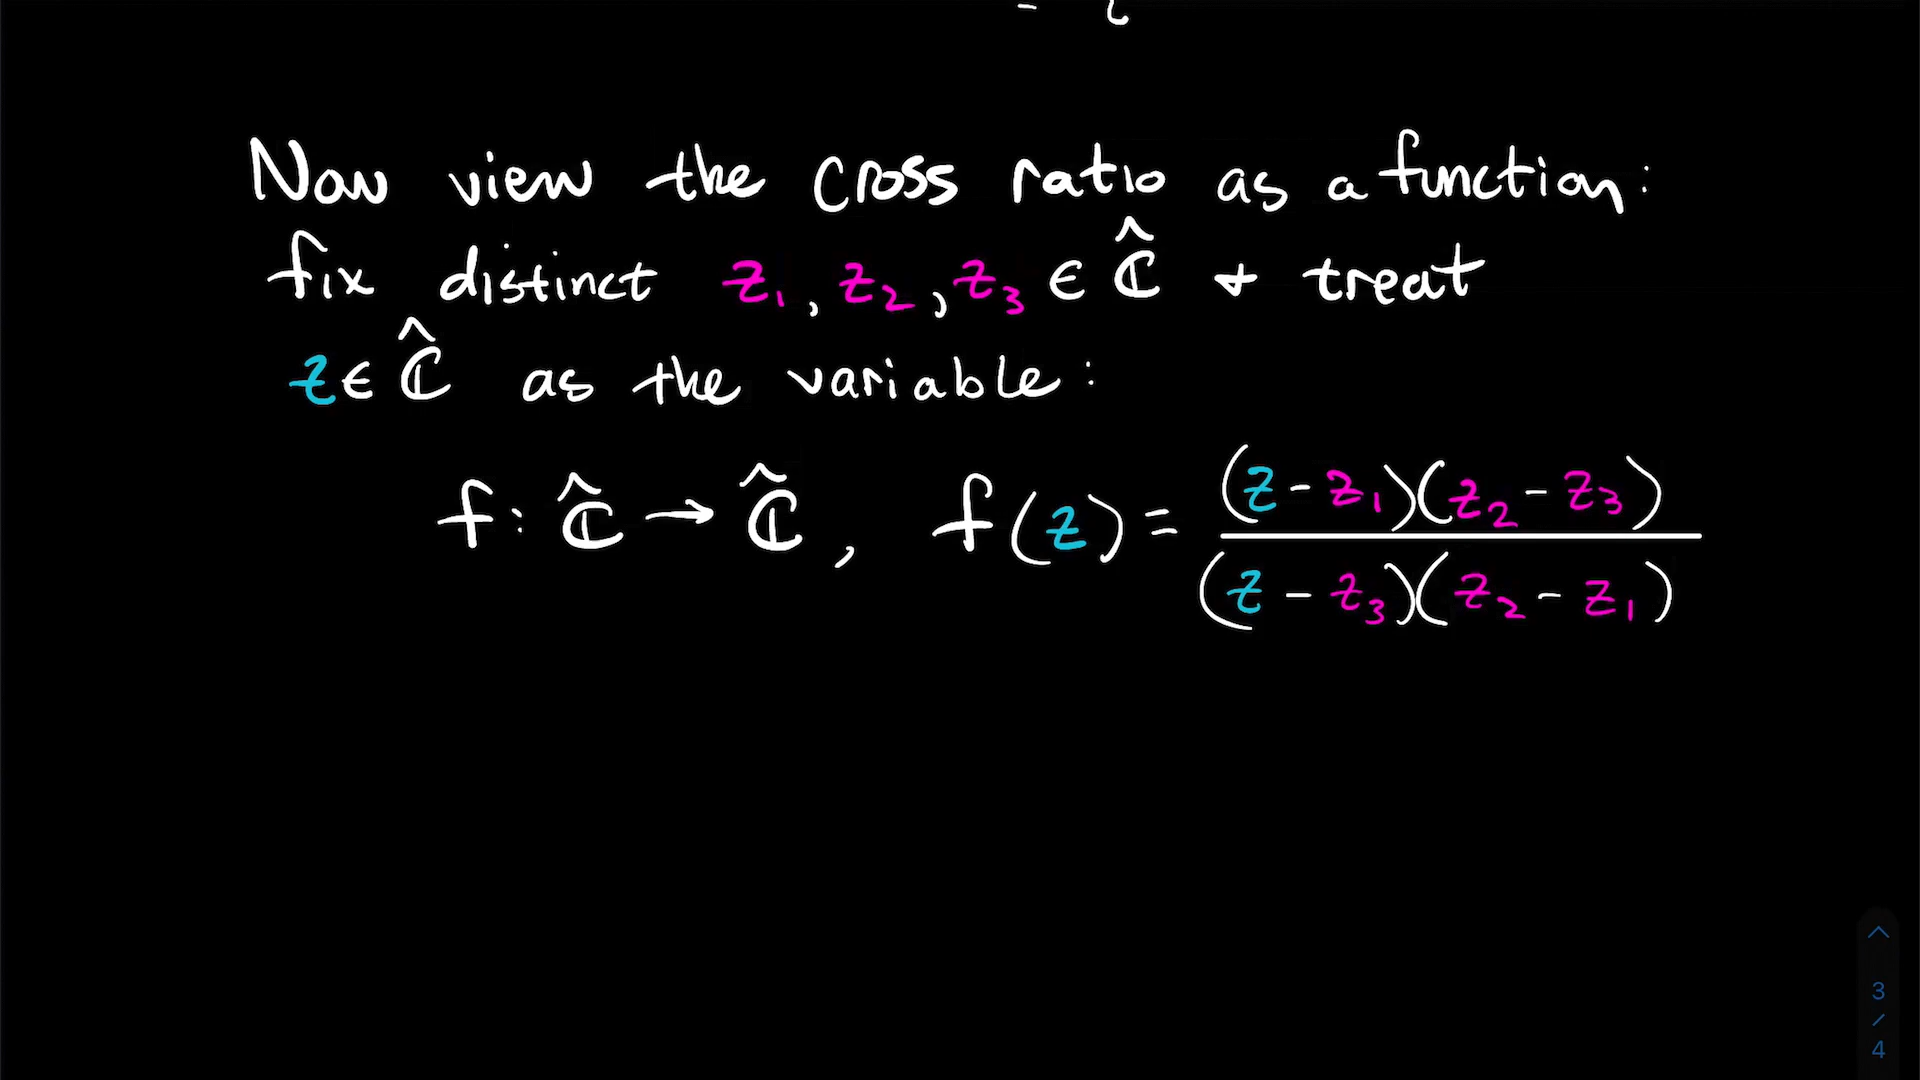 = i
Now view the cross ratio as a function:
fix distinct z₁, z₂, z₃ ∈ Ĉ + treat
z ∈ Ĉ as the variable:
f: Ĉ → Ĉ, f(z) = (z - z₁)(z₂ - z₃) / (z - z₃)(z₂ - z₁)
3
/
4